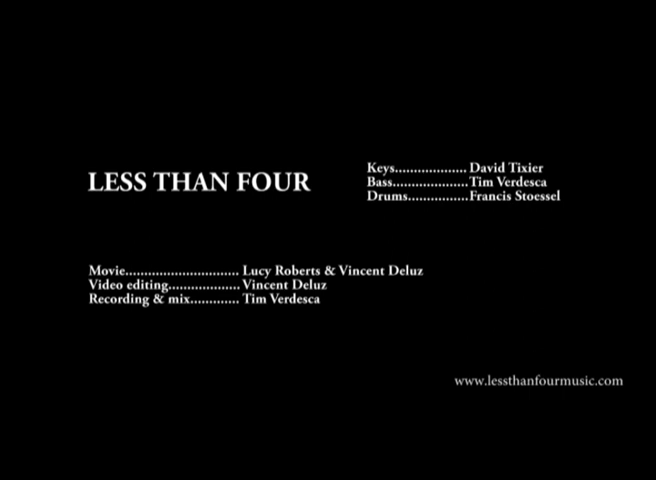 LESS THAN FOUR
Keys................... David Tixier
Bass....................Tim Verdesca
Drums................Francis Stoessel
Movie.............................. Lucy Roberts & Vincent Deluz
Video editing................... Vincent Deluz
Recording & mix............. Tim Verdesca
www.lessthanfourmusic.com